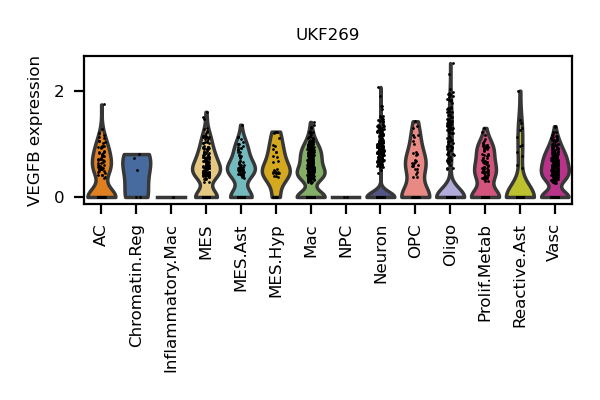 UKF269
VEGFB expression
2
0
AC
Chromatin.Reg
Inflammatory.Mac
MES
MES.Ast
MES.Hyp
Mac
NPC
Neuron
OPC
Oligo
Prolif.Metab
Reactive.Ast
Vasc